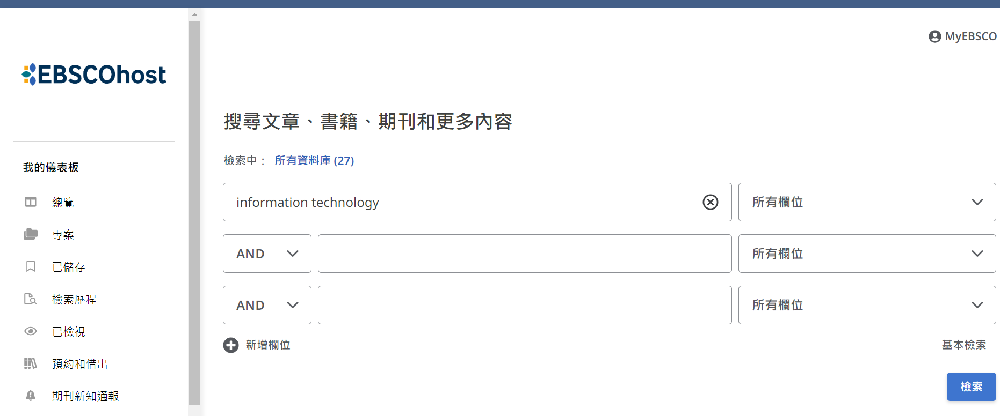 MyEBSCO
EBSCOhost
我的儀表板
總覽
專案
已儲存
檢索歷程
已檢視
預約和借出
期刊新知通報
搜尋文章、書籍、期刊和更多內容
檢索中： 所有資料庫 (27)
information technology 所有欄位
AND 所有欄位
AND 所有欄位
新增欄位 基本檢索
檢索